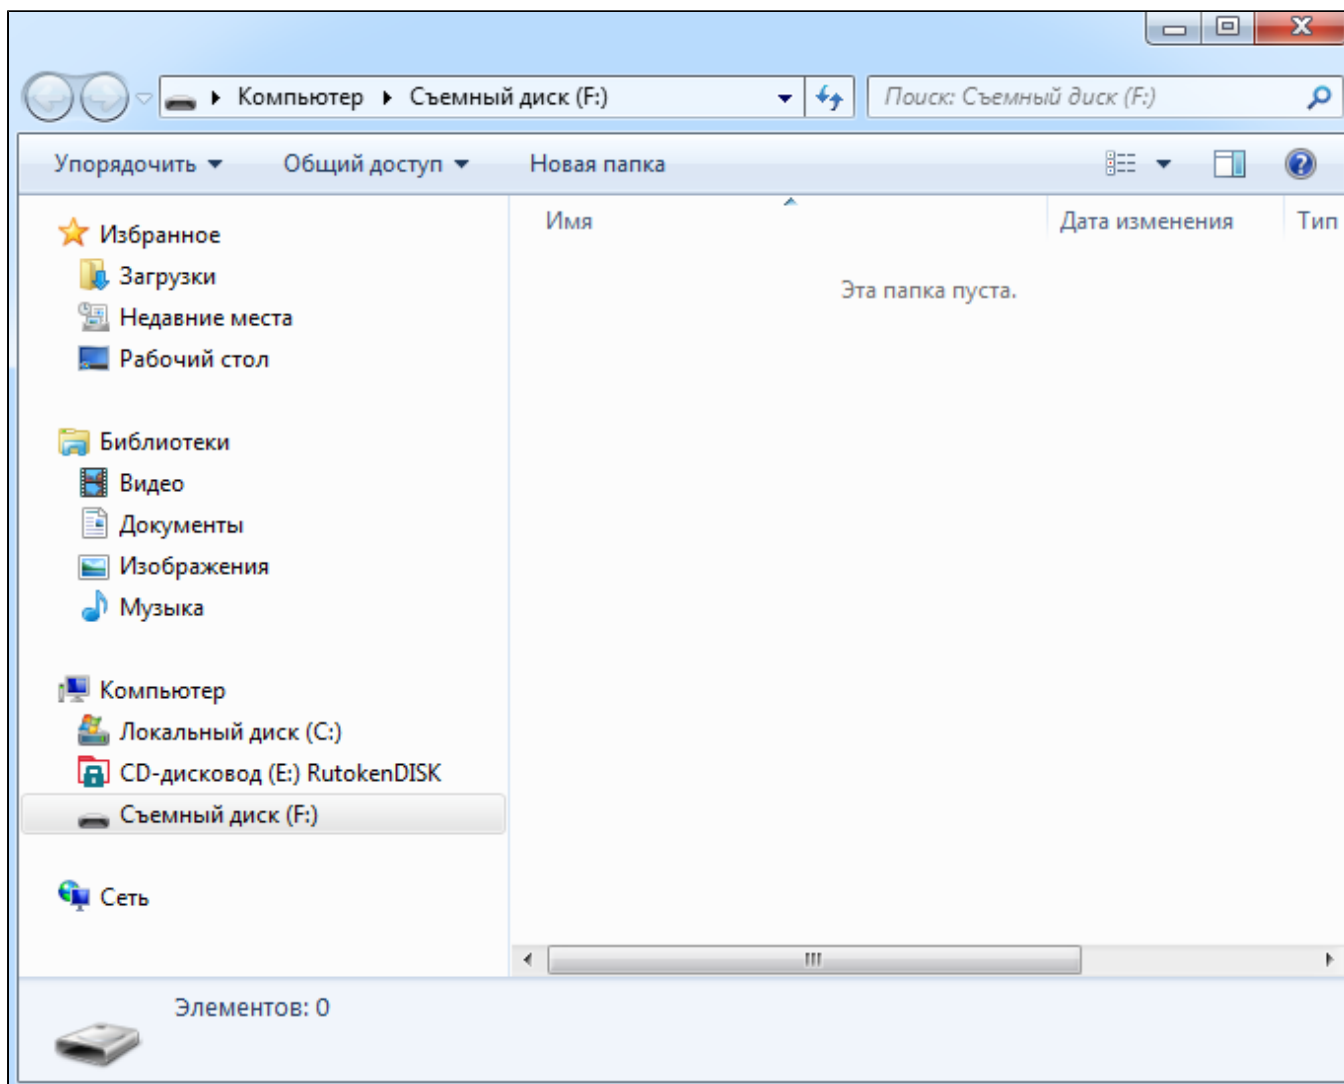 Компьютер Съемный диск (F:) Поиск: Съемный диск (F:)
Упорядочить Общий доступ Новая папка
Имя Дата изменения Тип
Эта папка пуста.
Избранное
Загрузки
Недавние места
Рабочий стол
Библиотеки
Видео
Документы
Изображения
Музыка
Компьютер
Локальный диск (C:)
CD-дисковод (E:) RutokenDISK
Съемный диск (F:)
Сеть
Элементов: 0